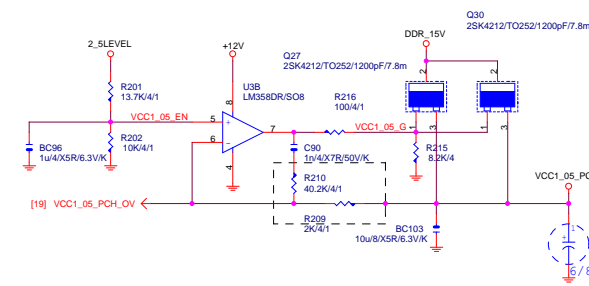 Q30
2SK4212/TO252/1200pF/7.8m
DDR_15V
2_5LEVEL
+12V
Q27
2SK4212/TO252/1200pF/7.8m
2
2
R201
13.7K/4/1
U3B
LM358DR/SO8
R216
100/4/1
8
VCC1_05_EN
5
+
7
VCC1_05_G
1
3
1
3
6
-
BC96
1u/4/X5R/6.3V/K
R202
10K/4/1
4
C90
1n/4/X7R/50V/K
R215
8.2K/4
R210
40.2K/4/1
VCC1_05_PC
[19] VCC1_05_PCH_OV
R209
2K/4/1
BC103
10u/8/X5R/6.3V/K
1
+
6/8